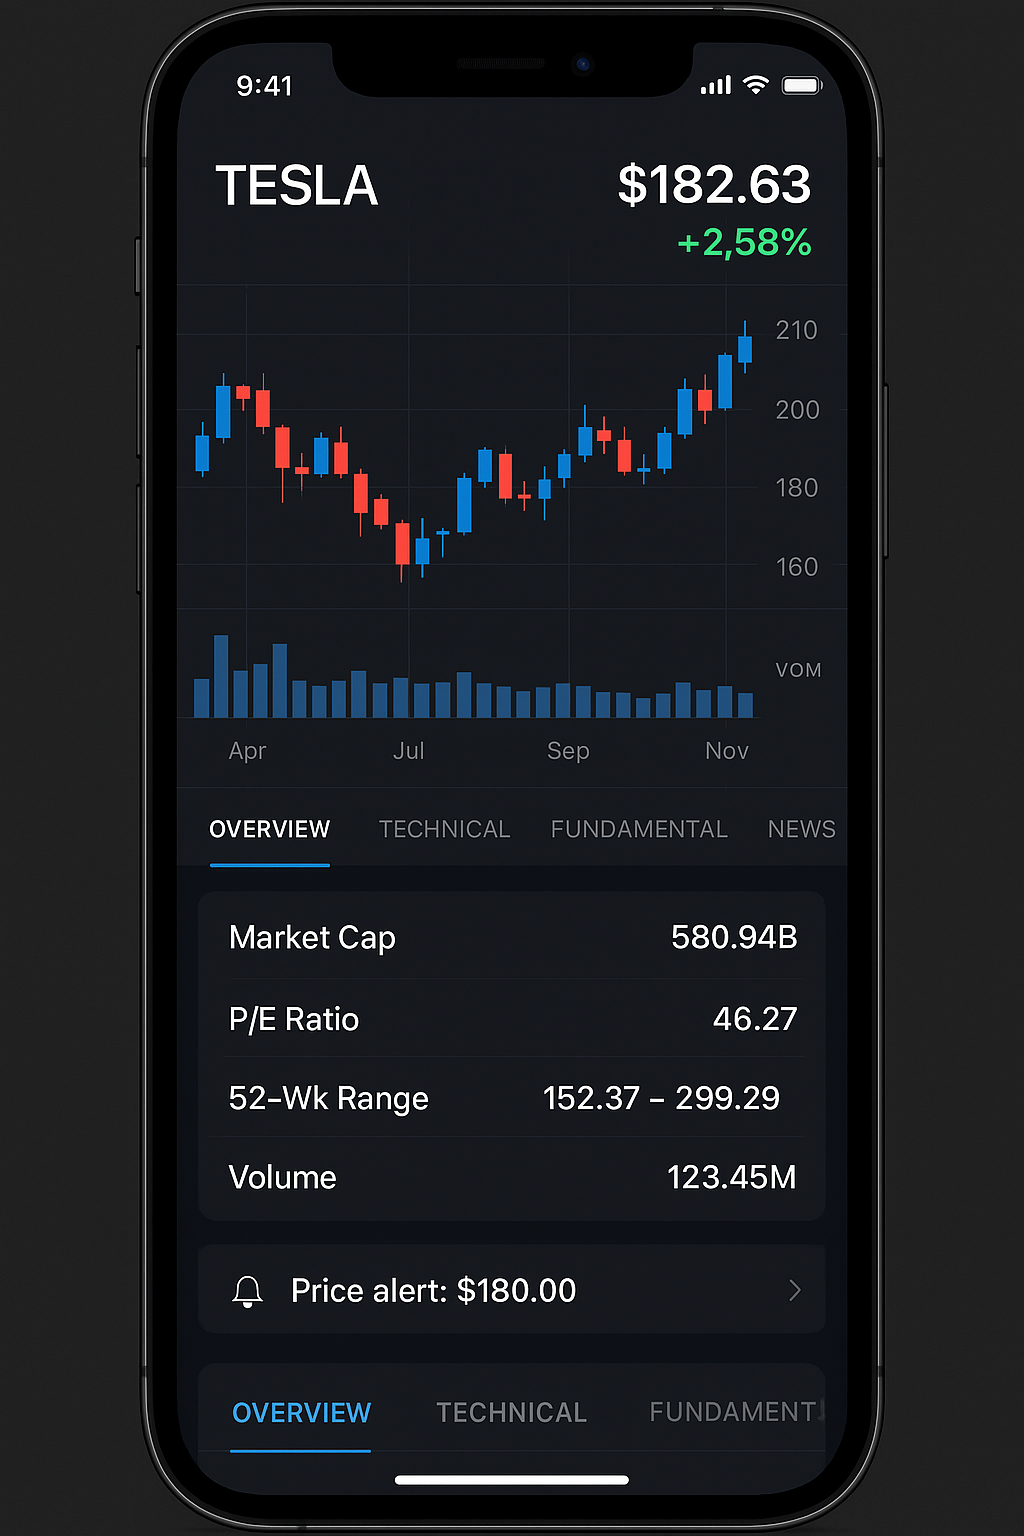 9:41
TESLA $182.63
+2,58%
210
200
180
160
VOM
Apr Jul Sep Nov
OVERVIEW TECHNICAL FUNDAMENTAL NEWS
Market Cap 580.94B
P/E Ratio 46.27
52-Wk Range 152.37 – 299.29
Volume 123.45M
Price alert: $180.00
OVERVIEW TECHNICAL FUNDAMENT